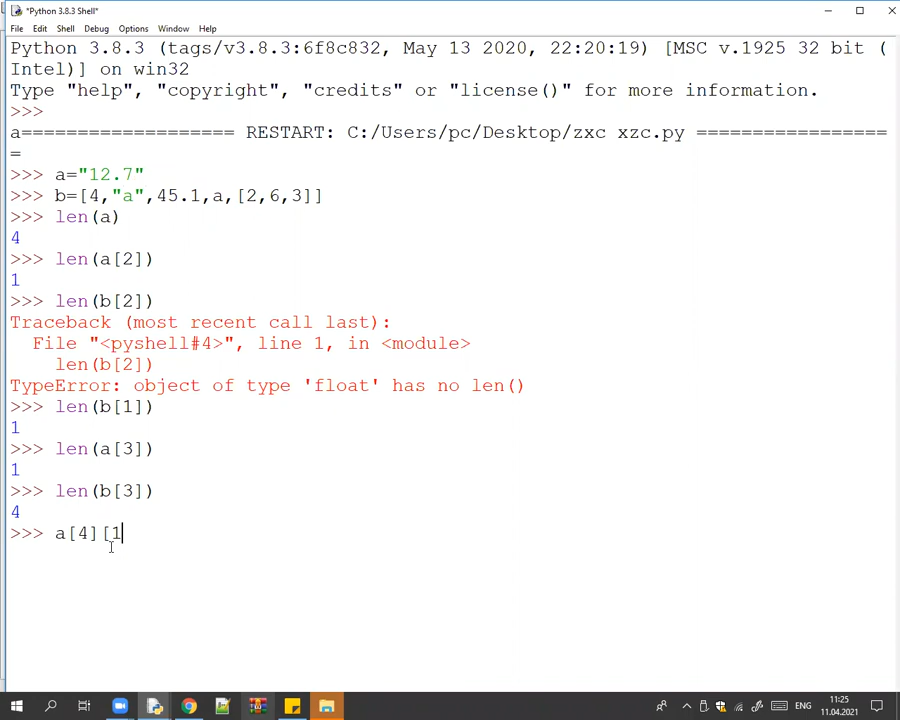 *Python 3.8.3 Shell*
File Edit Shell Debug Options Window Help
Python 3.8.3 (tags/v3.8.3:6f8c832, May 13 2020, 22:20:19) [MSC v.1925 32 bit (
Intel)] on win32
Type "help", "copyright", "credits" or "license()" for more information.
>>>
a=================== RESTART: C:/Users/pc/Desktop/zxc xzc.py =================
=
>>> a="12.7"
>>> b=[4,"a",45.1,a,[2,6,3]]
>>> len(a)
4
>>> len(a[2])
1
>>> len(b[2])
Traceback (most recent call last):
  File "<pyshell#4>", line 1, in <module>
    len(b[2])
TypeError: object of type 'float' has no len()
>>> len(b[1])
1
>>> len(a[3])
1
>>> len(b[3])
4
>>> a[4][1
ENG
11:25
11.04.2021